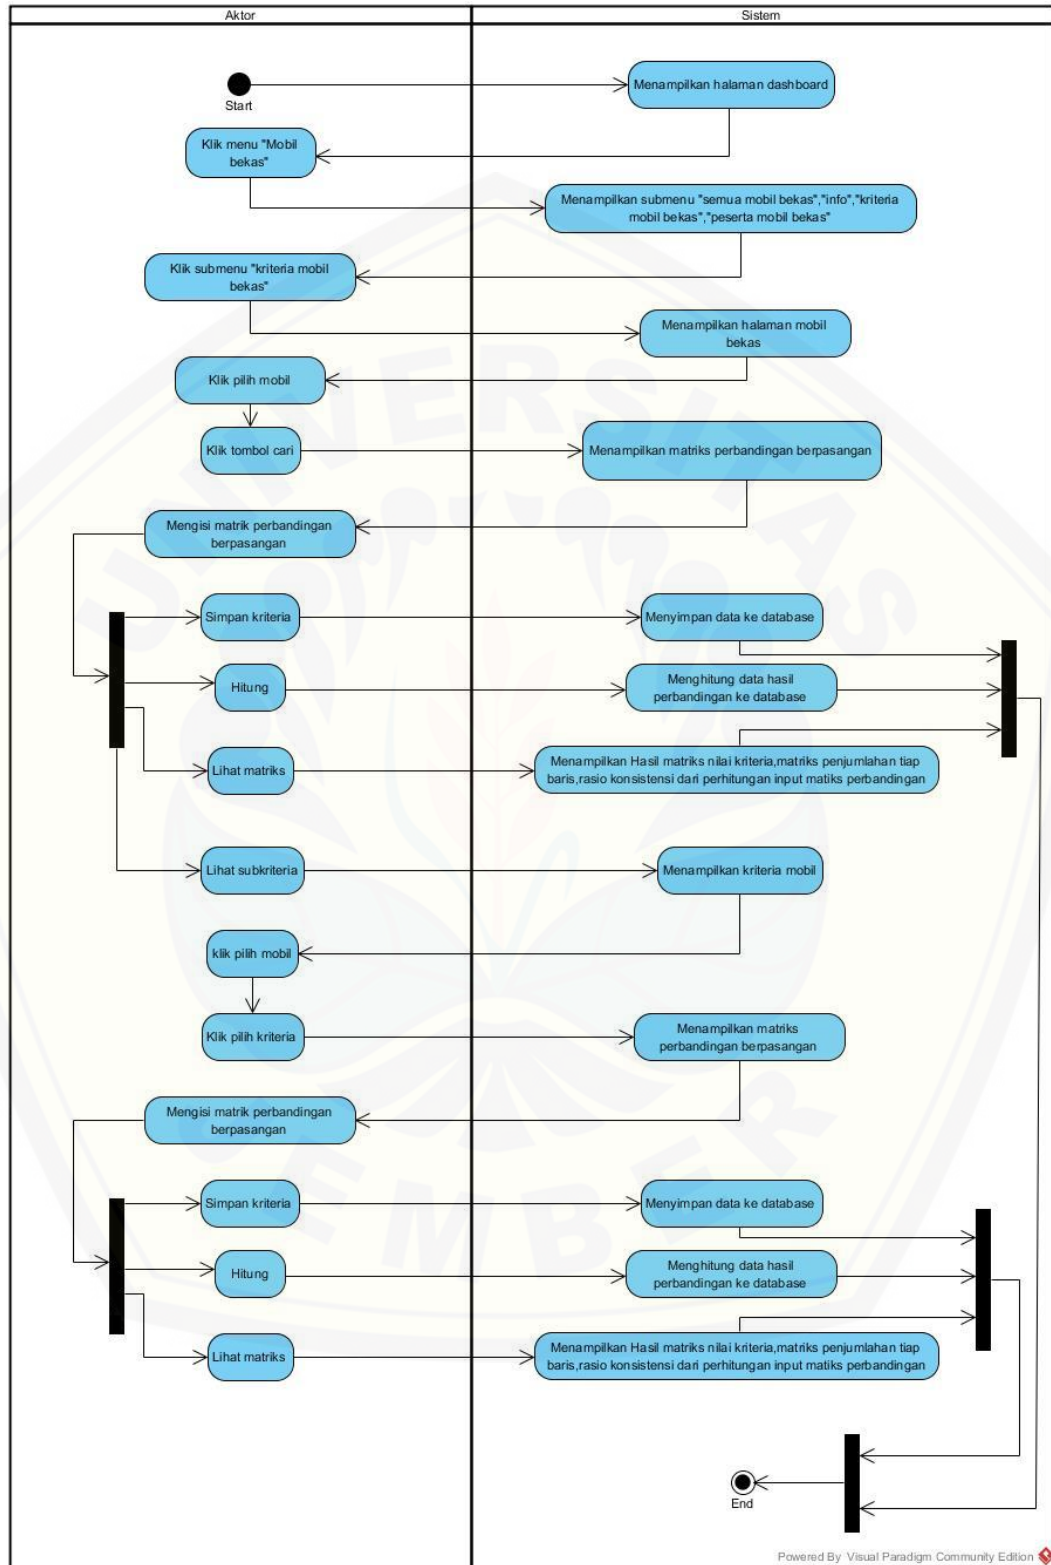 Aktor
Sistem
Start
Menampilkan halaman dashboard
Klik menu "Mobil
bekas"
Menampilkan submenu "semua mobil bekas","info","kriteria
mobil bekas","peserta mobil bekas"
Klik submenu "kriteria mobil
bekas"
Menampilkan halaman mobil
bekas
Klik pilih mobil
Klik tombol cari
Menampilkan matriks perbandingan berpasangan
Mengisi matrik perbandingan
berpasangan
Simpan kriteria
Menyimpan data ke database
Hitung
Menghitung data hasil
perbandingan ke database
Lihat matriks
Menampilkan Hasil matriks nilai kriteria,matriks penjumlahan tiap
baris,rasio konsistensi dari perhitungan input matiks perbandingan
Lihat subkriteria
Menampilkan kriteria mobil
klik pilih mobil
Klik pilih kriteria
Menampilkan matriks
perbandingan berpasangan
Mengisi matrik perbandingan
berpasangan
Simpan kriteria
Menyimpan data ke database
Hitung
Menghitung data hasil
perbandingan ke database
Lihat matriks
Menampilkan Hasil matriks nilai kriteria,matriks penjumlahan tiap
baris,rasio konsistensi dari perhitungan input matiks perbandingan
End
Powered By Visual Paradigm Community Edition
UNIVERSITAS
JEMBER